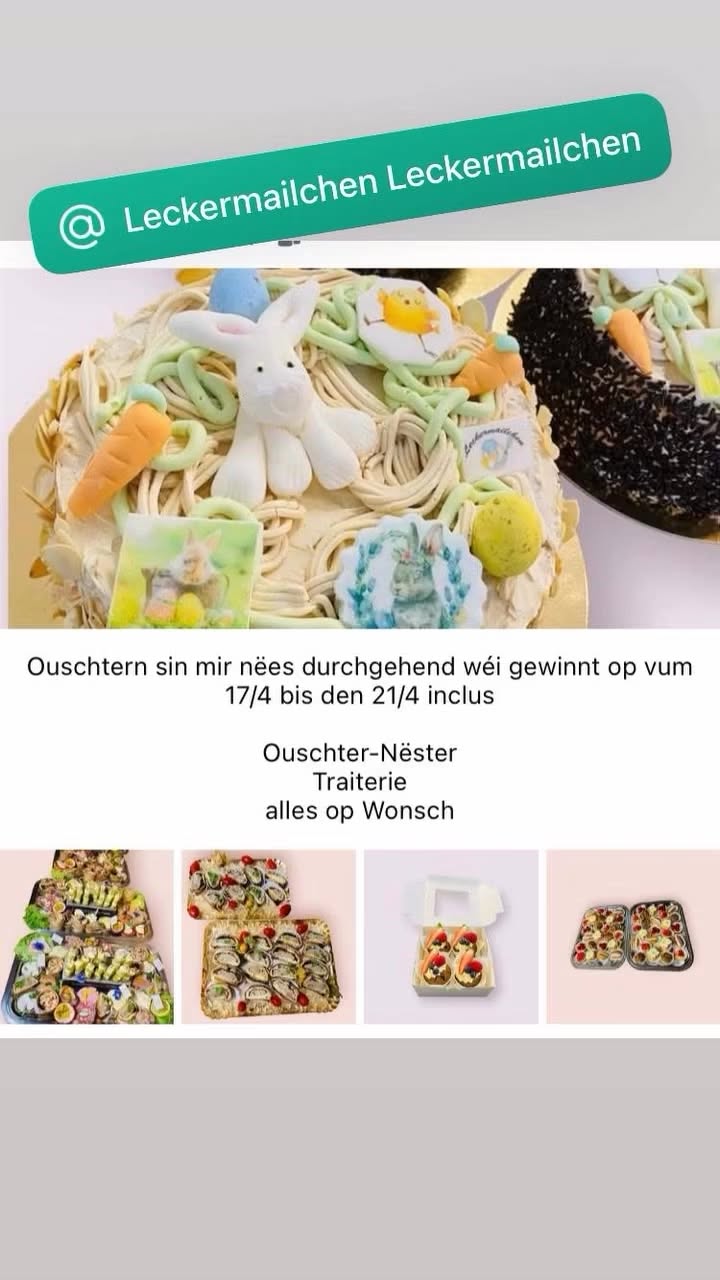 @ Leckermailchen Leckermailchen
Leckermailchen
Ouschtern sin mir nëes durchgehend wéi gewinnt op vum
17/4 bis den 21/4 inclus
Ouschter-Nëster
Traiterie
alles op Wonsch